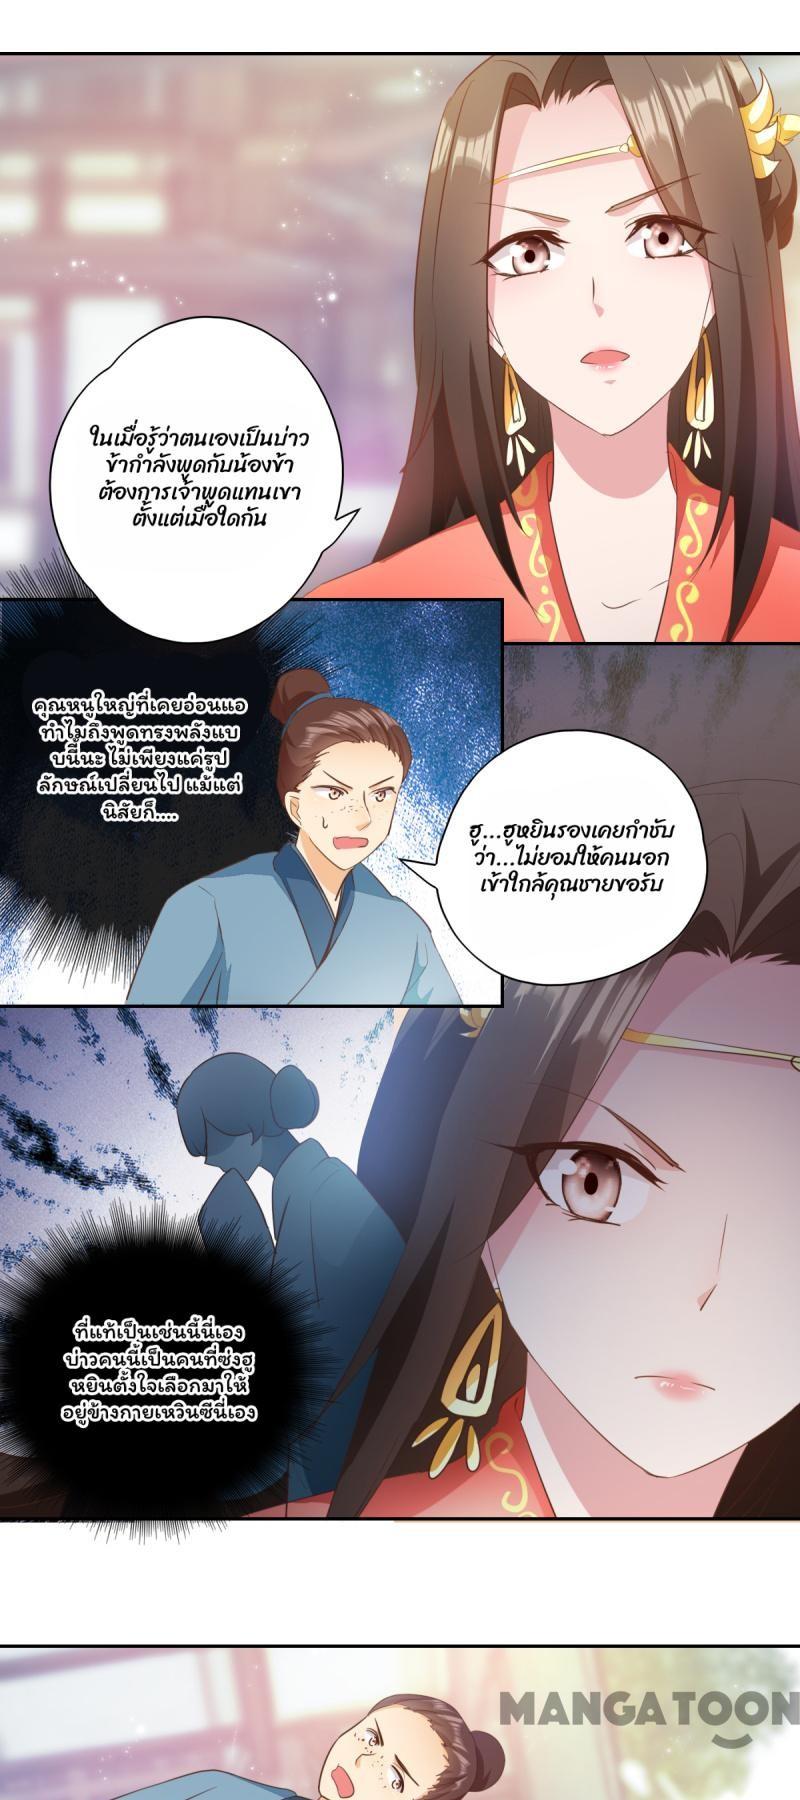 ในเมื่อรู้ว่าตนเองเป็นบ่าว
ข้ากำลังพูดกับน้องข้า
ต้องการเจ้าพูดแทนเขา
ตั้งแต่เมื่อใดกัน
คุณหนูใหญ่ที่เคยอ่อนแอ
ทำไมถึงพูดทรงพลังแบ
บนี้นะ ไม่เพียงแค่รูป
ลักษณ์เปลี่ยนไป แม้แต่
นิสัยก็....
ฮู...ฮูหยินรองเคยกำชับ
ว่า...ไม่ยอมให้คนนอก
เข้าใกล้คุณชายขอรับ
ที่แท้เป็นเช่นนี้นี่เอง
บ่าวคนนี้เป็นคนที่ซ่งฮู
หยินตั้งใจเลือกมาให้
อยู่ข้างกายเหวินซีนี่เอง
MANGATOON